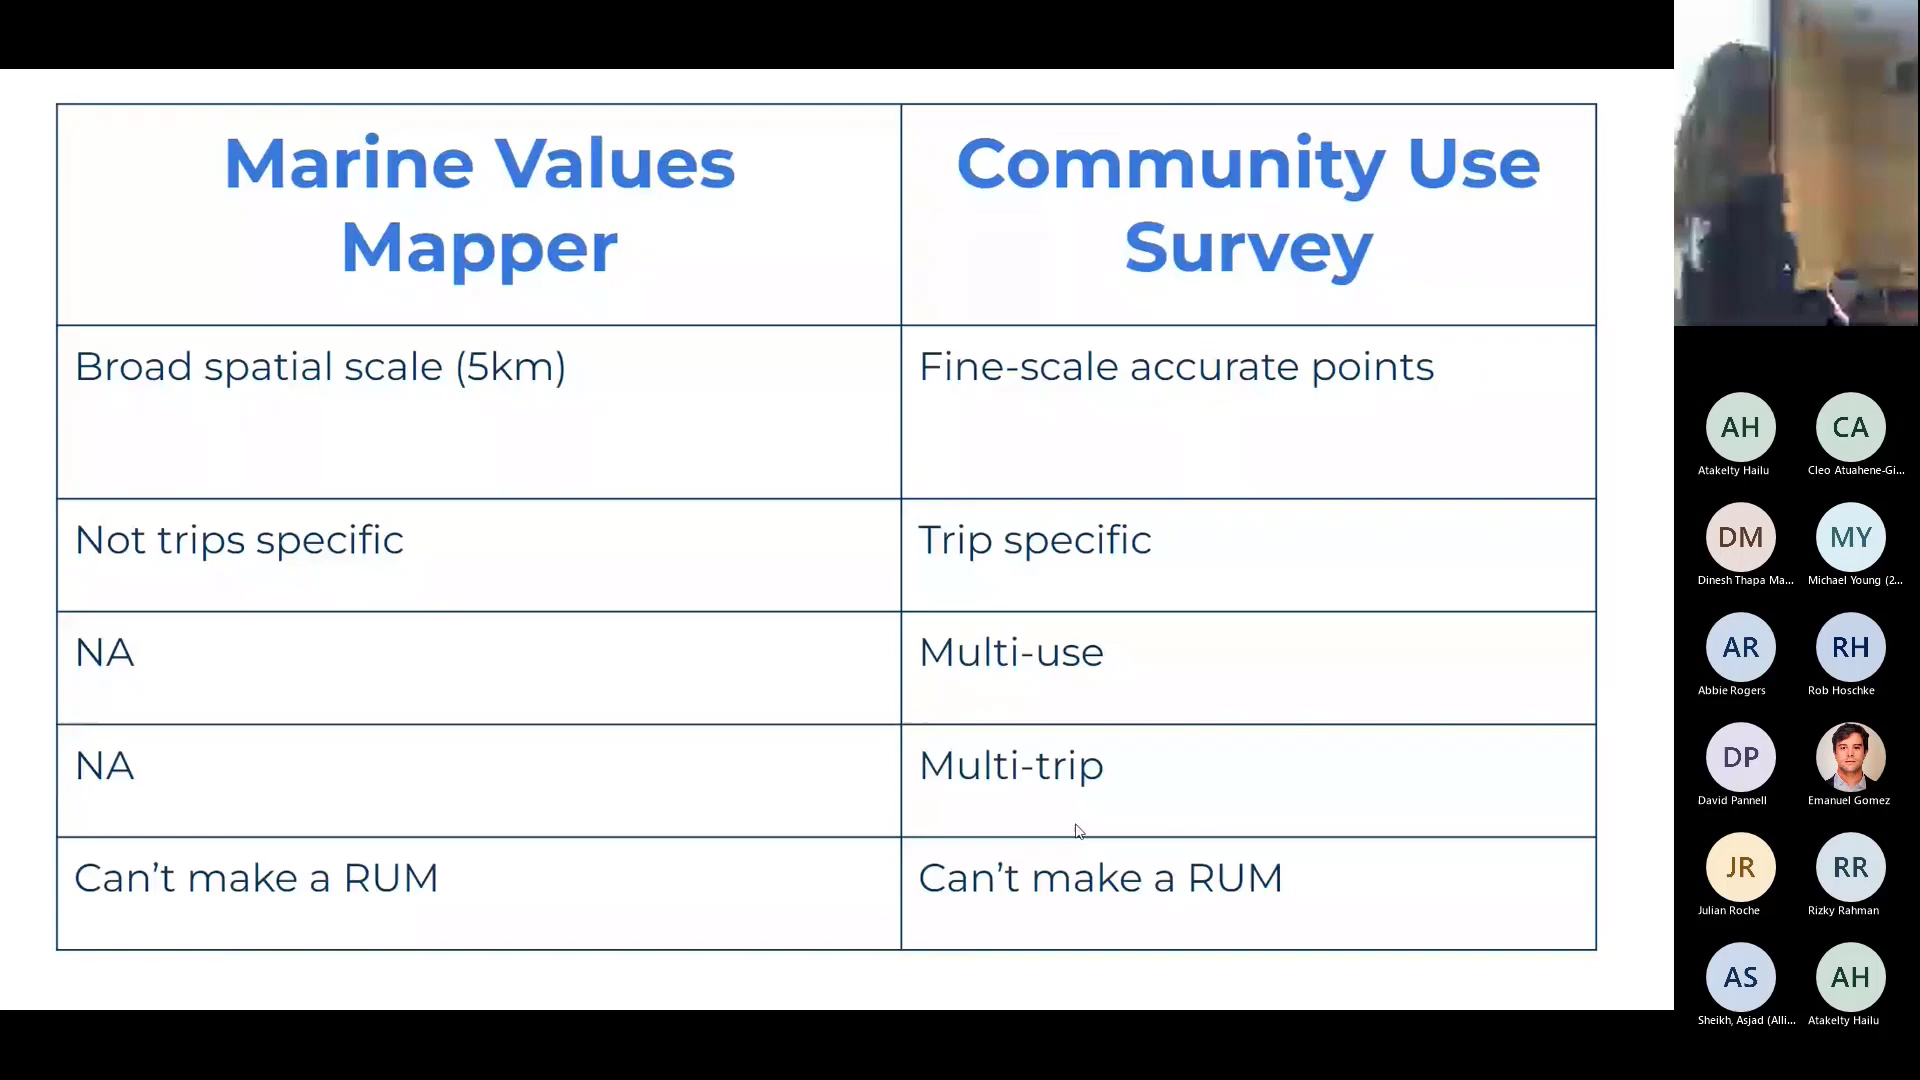 Marine Values
Mapper
Community Use
Survey
Broad spatial scale (5km)
Fine-scale accurate points
Not trips specific
Trip specific
NA
Multi-use
NA
Multi-trip
Can't make a RUM
Can't make a RUM
AH
CA
Atakelty Hailu
Cleo Atuahene-Gi...
DM
MY
Dinesh Thapa Ma...
Michael Young (2...
AR
RH
Abbie Rogers
Rob Hoschke
DP
David Pannell
Emanuel Gomez
JR
RR
Julian Roche
Rizky Rahman
AS
AH
Sheikh, Asjad (Alli...
Atakelty Hailu